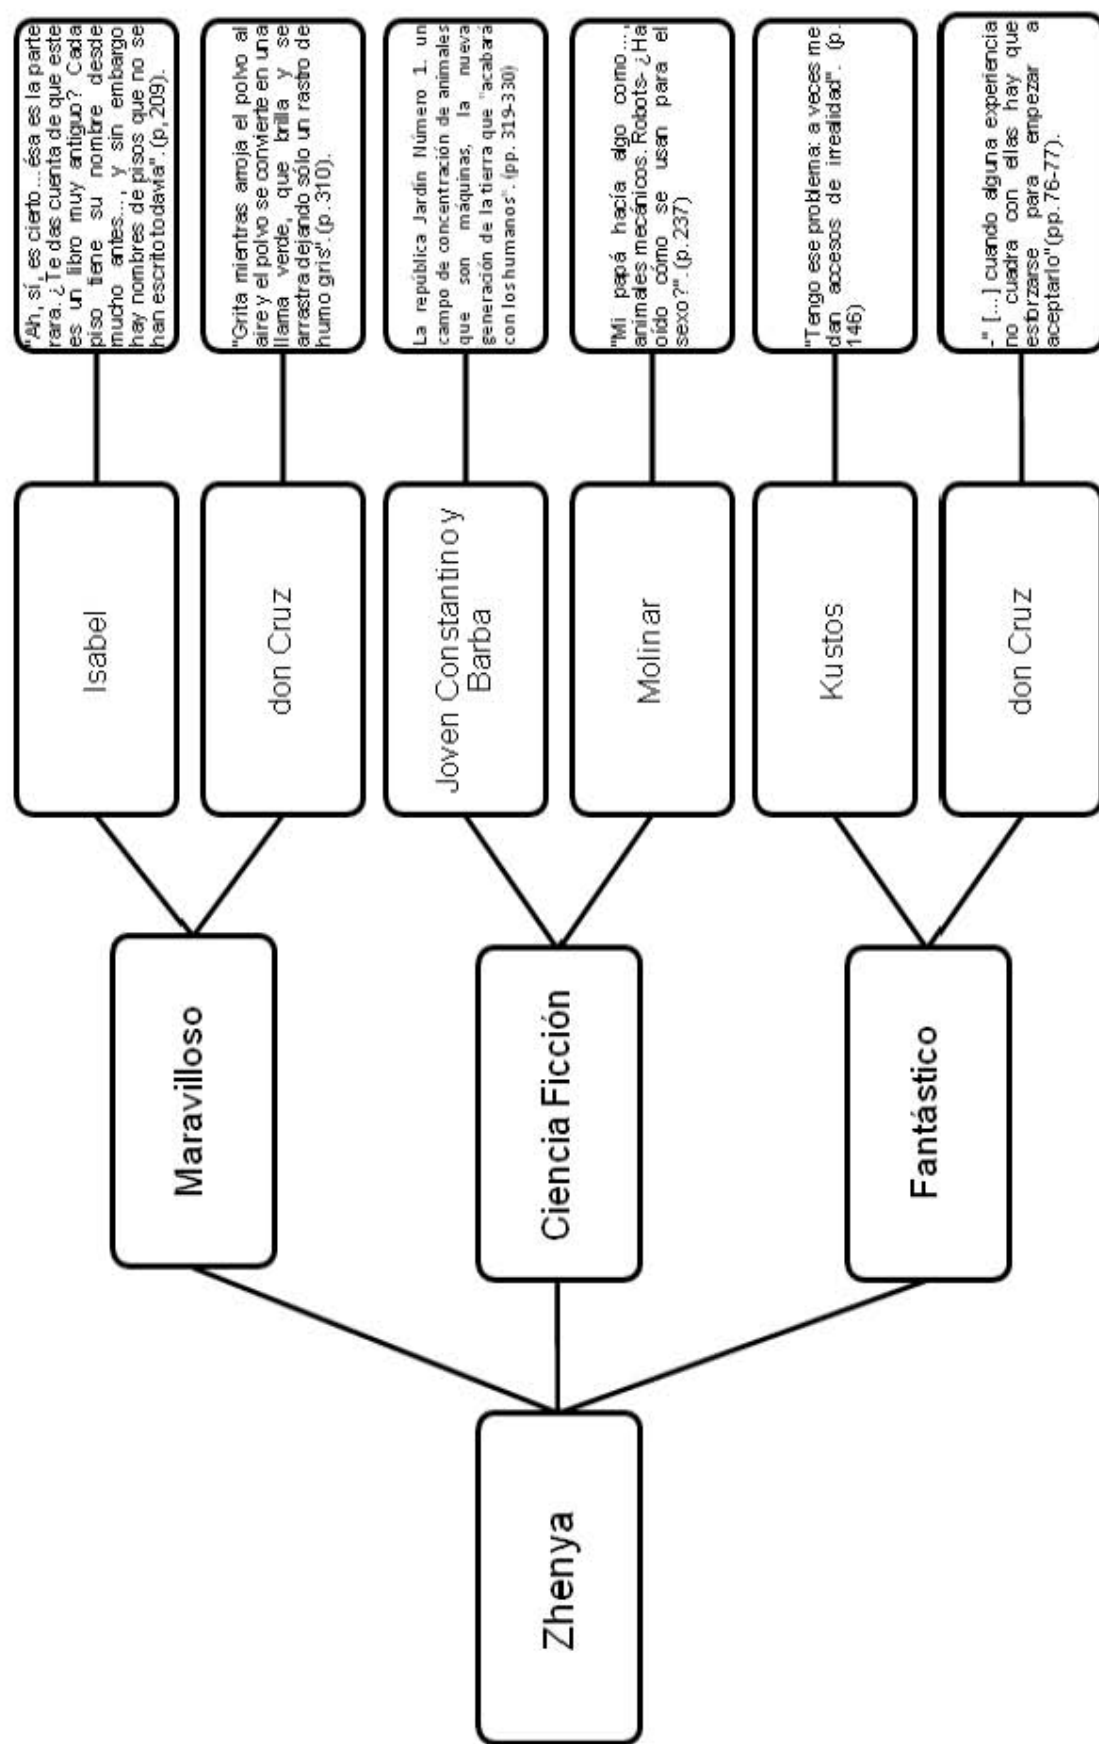 Zhenya
Maravilloso
Isabel
"Ah, sí, es cierto...ésa es la parte
rara. ¿Te das cuenta de que este
es un libro muy antiguo? Cada
piso tiene su nombre desde
mucho antes..., y sin embargo
hay nombres de pisos que no se
han escrito todavía". (p, 209).
don Cruz
"Grita mientras arroja el polvo al
aire y el polvo se convierte en una
llama verde, que brilla y se
arrastra dejando sólo un rastro de
humo gris". (p. 310).
Ciencia Ficción
Joven Constantino y
Barba
La república Jardín Número 1. un
campo de concentración de animales
que son máquinas, la nueva
generación de la tierra que "acabará
con los humanos". (pp. 319-330)
Molinar
"Mi papá hacía algo como...,
animales mecánicos. Robots- ¿Ha
oído cómo se usan para el
sexo?". (p. 237)
Fantástico
Kustos
"Tengo ese problema: a veces me
dan accesos de irrealidad". (p.
146)
don Cruz
-" [...] cuando alguna experiencia
no cuadra con ellas hay que
esforzarse para empezar a
aceptarlo"(pp.76-77).